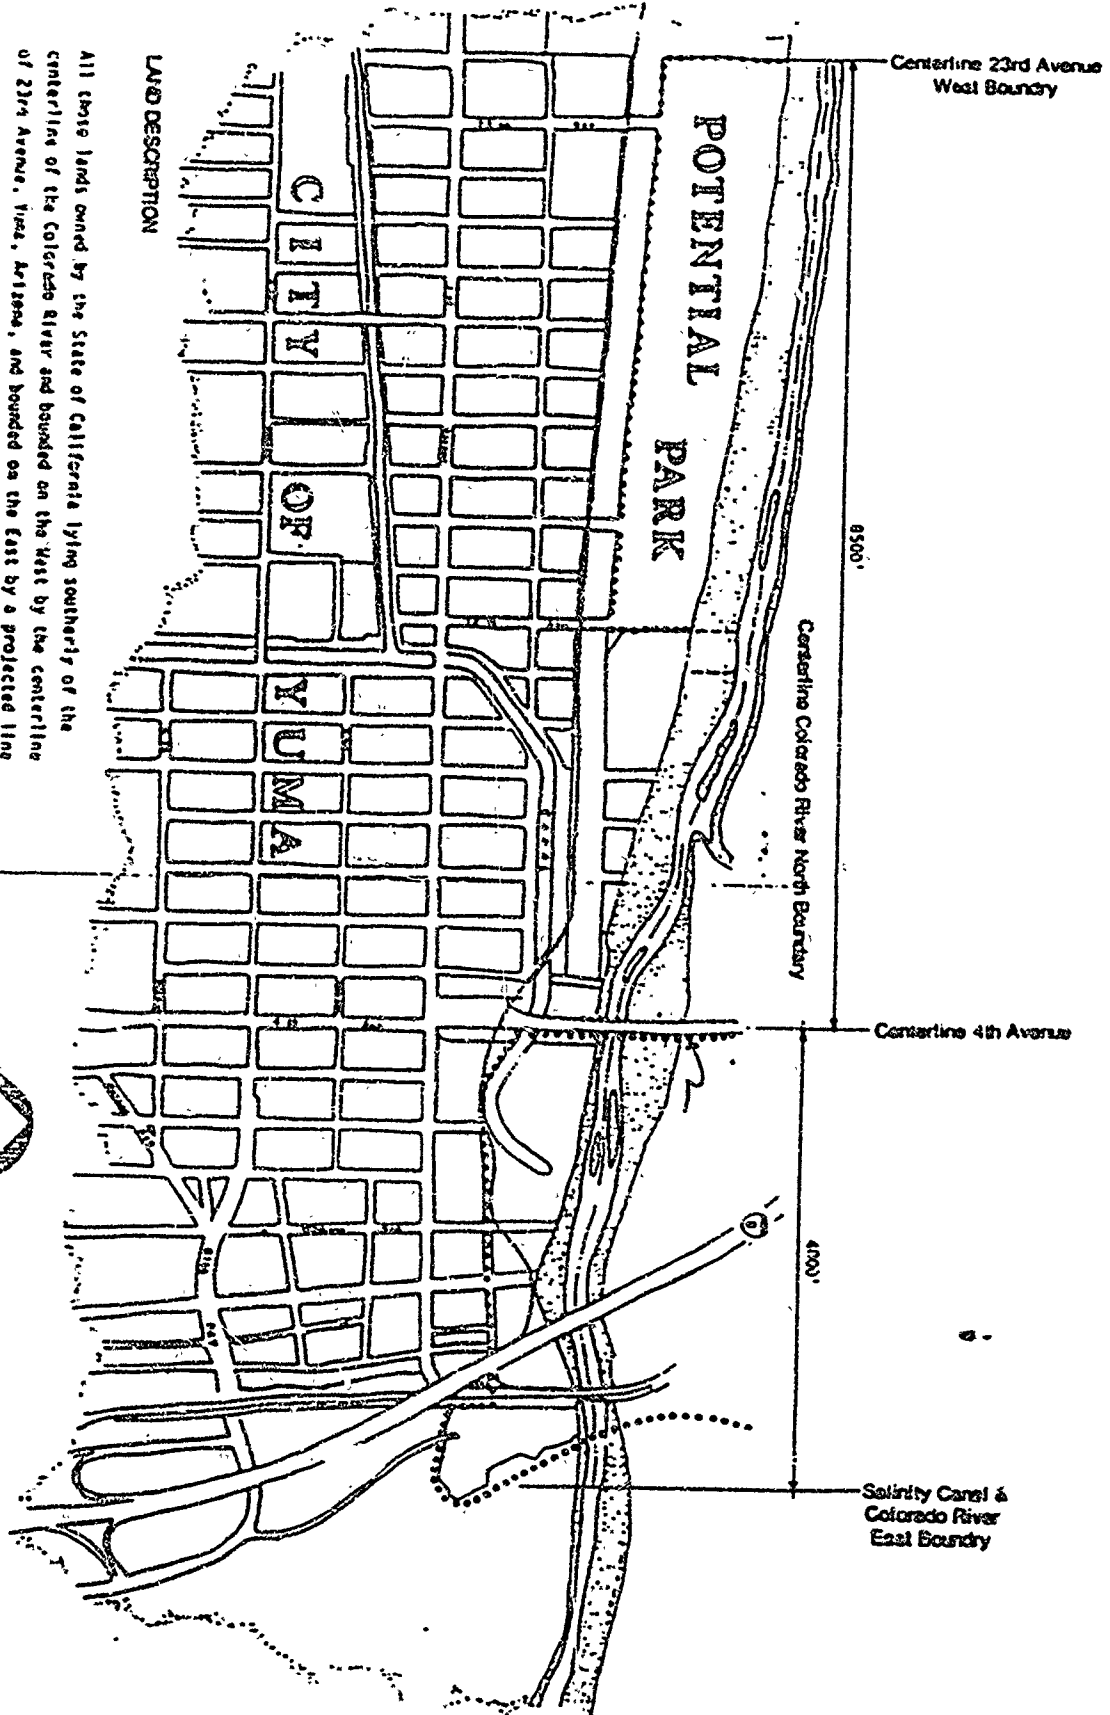 Centerline 23rd Avenue
West Boundry
POTENTIAL PARK
8500'
Centerline Colorado River North Boundary
Centerline 4th Avenue
4000'
8
Salinity Canal &
Colorado River
East Boundry
CITY OF YUMA
LAND DESCRIPTION
All those lands owned by the State of California lying southerly of the
centerline of the Colorado River and bounded on the West by the centerline
of 23rd Avenue, Yuma, Arizona, and bounded on the East by a projected line